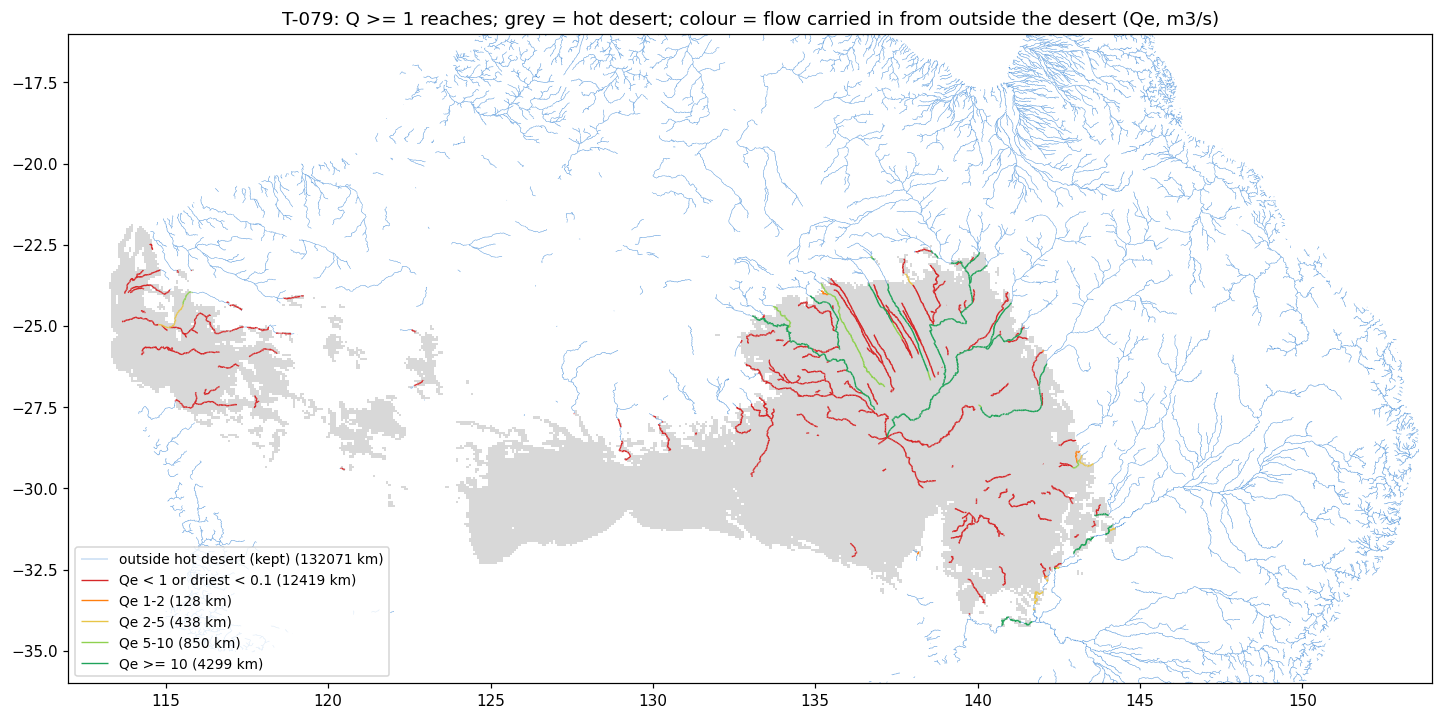 T-079: Q >= 1 reaches; grey = hot desert; colour = flow carried in from outside the desert (Qe, m3/s)
−17.5
−20.0
−22.5
−25.0
−27.5
−30.0
−32.5
−35.0
outside hot desert (kept) (132071 km)
Qe < 1 or driest < 0.1 (12419 km)
Qe 1-2 (128 km)
Qe 2-5 (438 km)
Qe 5-10 (850 km)
Qe >= 10 (4299 km)
115 120 125 130 135 140 145 150